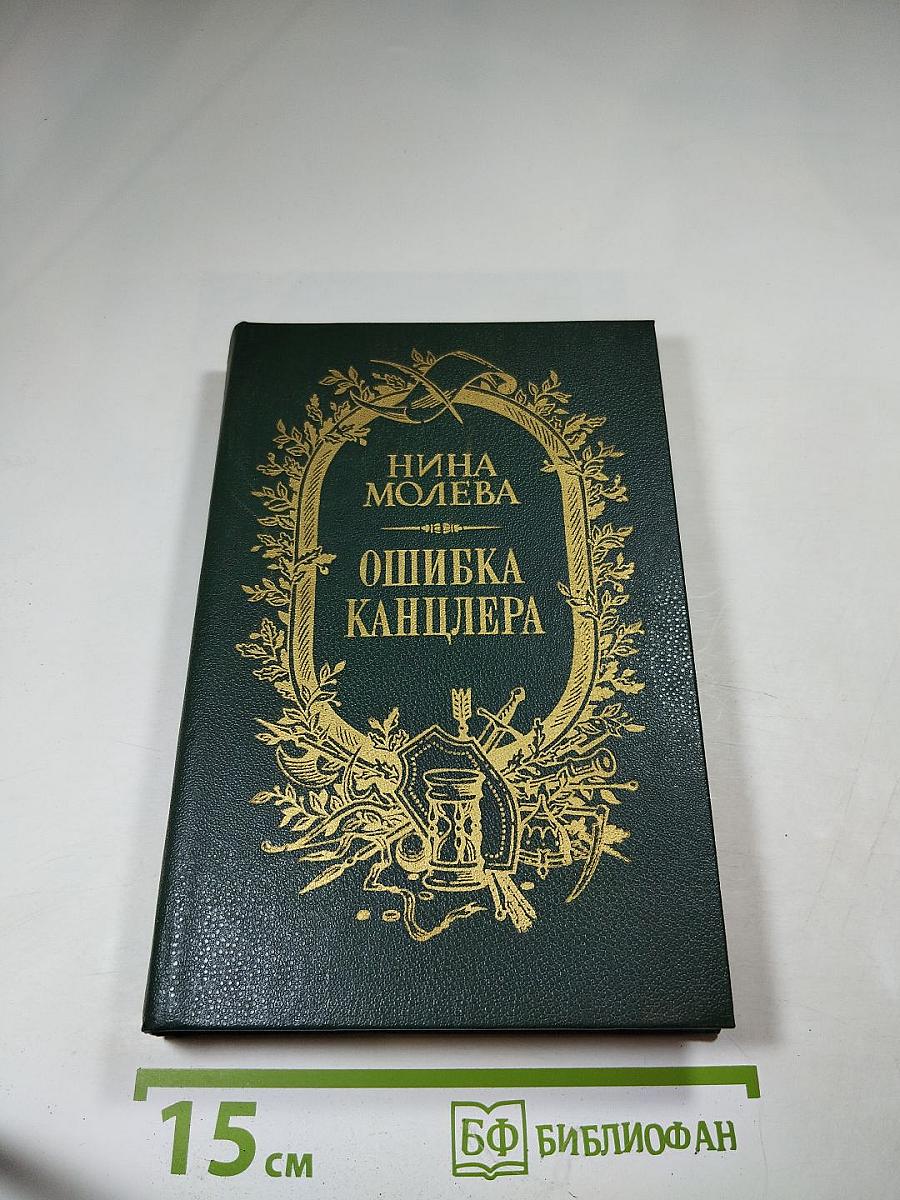 НИНА
МОЛЕВА
ОШИБКА
КАНЦЛЕРА
15 см
БФ БИБЛИОФАН